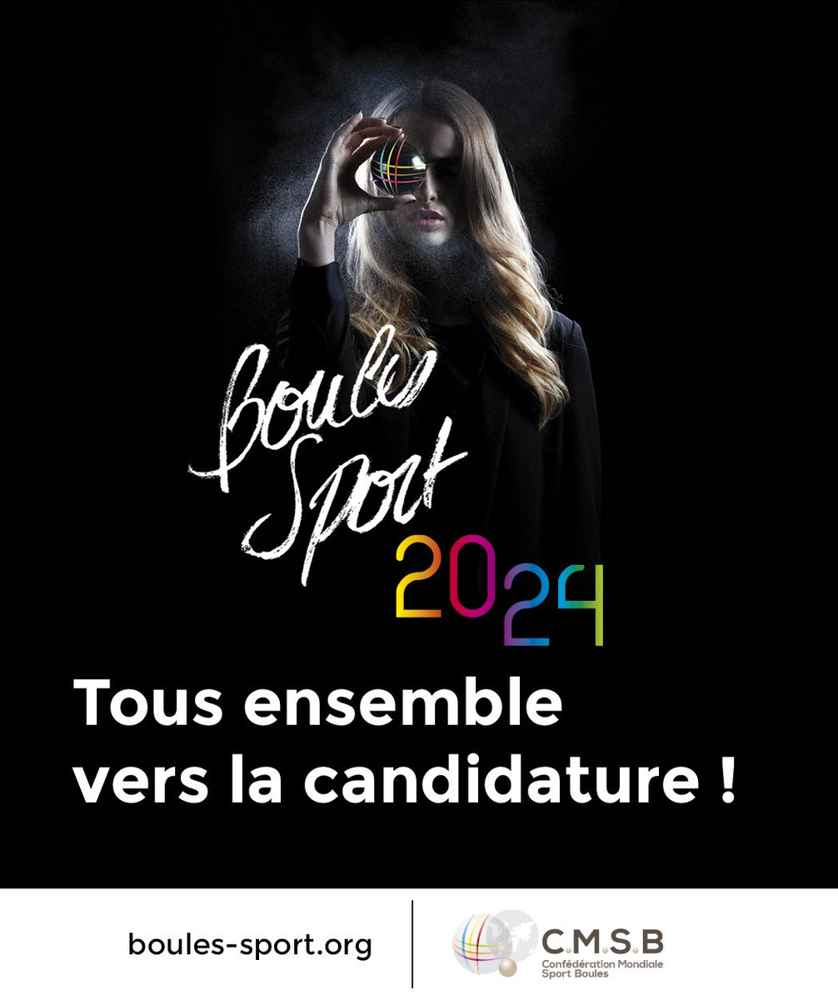 Boules
Sport
2024
Tous ensemble
vers la candidature !
boules-sport.org
C.M.S.B
Confédération Mondiale
Sport Boules